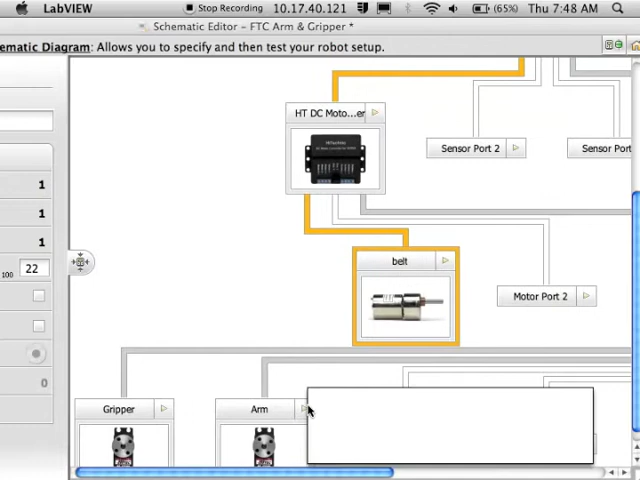 LabVIEW
Stop Recording
10.17.40.121
(65%)
Thu 7:48 AM
Schematic Editor - FTC Arm & Gripper *
ematic Diagram: Allows you to specify and then test your robot setup.
HT DC Moto...er
Sensor Port 2
Sensor Port
1
1
1
100
22
belt
Motor Port 2
0
Gripper
Arm